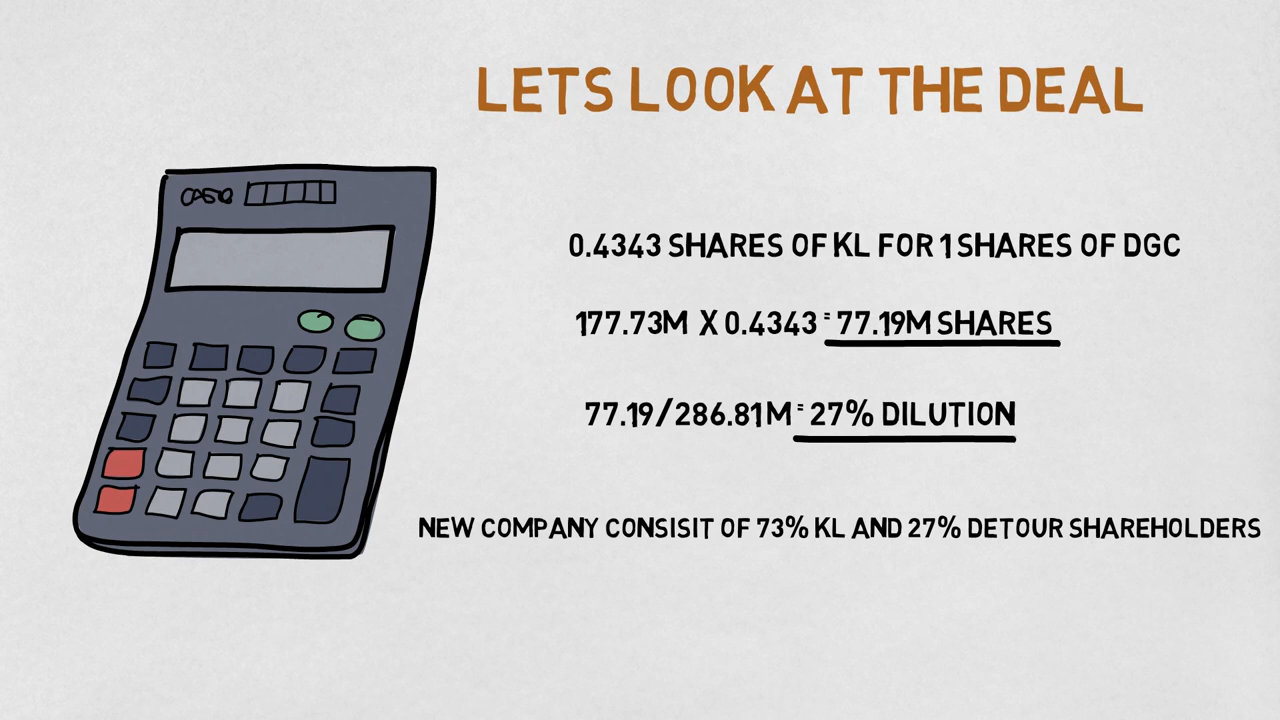 LETS LOOK AT THE DEAL
0.4343 SHARES OF KL FOR 1 SHARES OF DGC
177.73M X 0.4343 = 77.19M SHARES
77.19/286.81M = 27% DILUTION
NEW COMPANY CONSISIT OF 73% KL AND 27% DETOUR SHAREHOLDERS